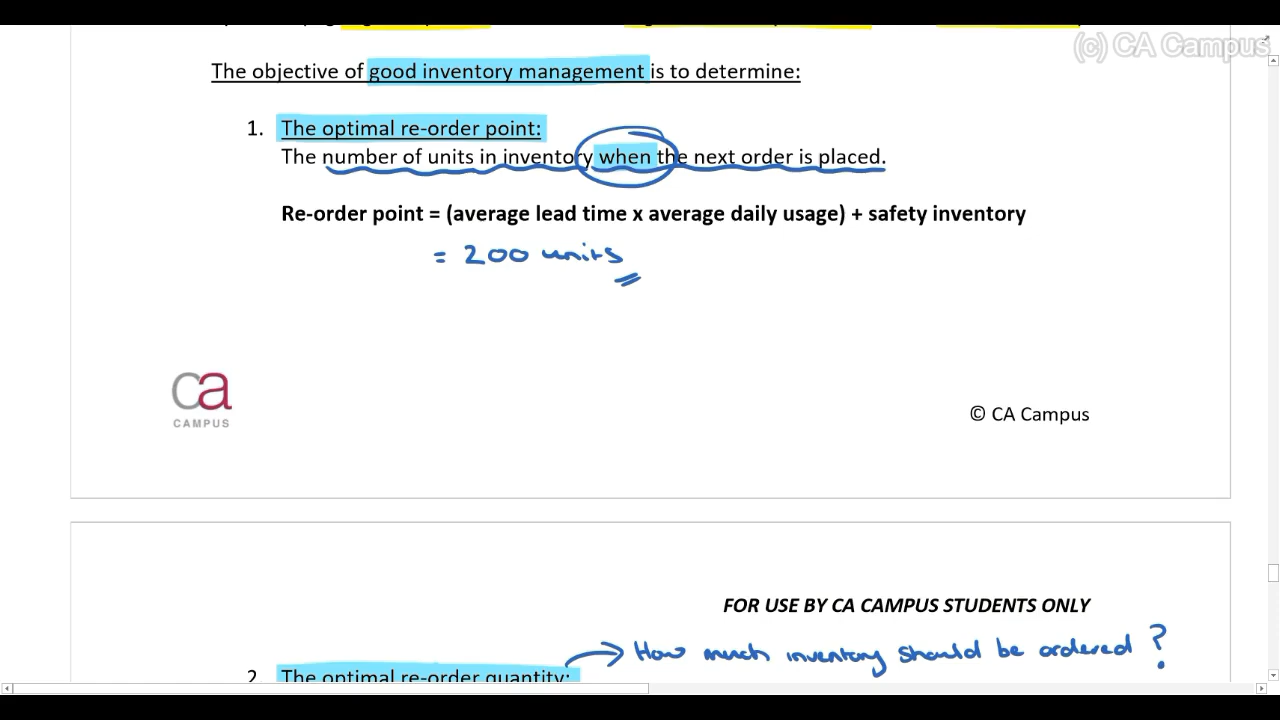 (c) CA Campus
The objective of good inventory management is to determine:
1. The optimal re-order point:
The number of units in inventory when the next order is placed.
Re-order point = (average lead time x average daily usage) + safety inventory
= 200 units
ca
CAMPUS
© CA Campus
FOR USE BY CA CAMPUS STUDENTS ONLY
How much inventory should be ordered ?
2. The optimal re-order quantity: